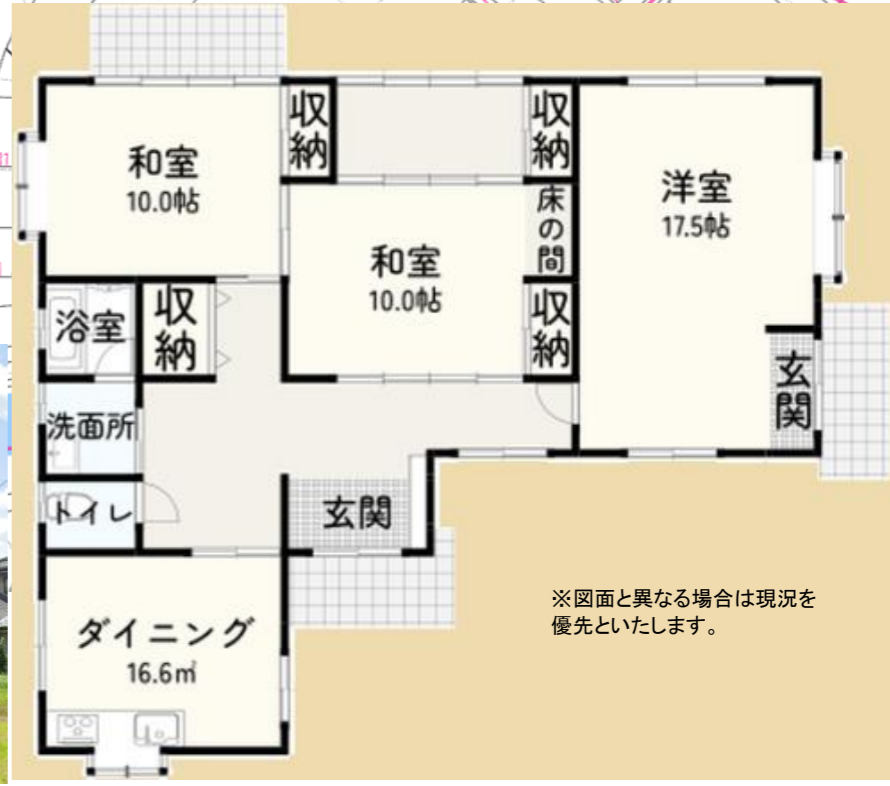 和室
10.0帖
収納
収納
洋室
17.5帖
床の間
和室
10.0帖
浴室
収納
収納
玄関
洗面所
トイレ
玄関
ダイニング
16.6㎡
※図面と異なる場合は現況を
優先といたします。